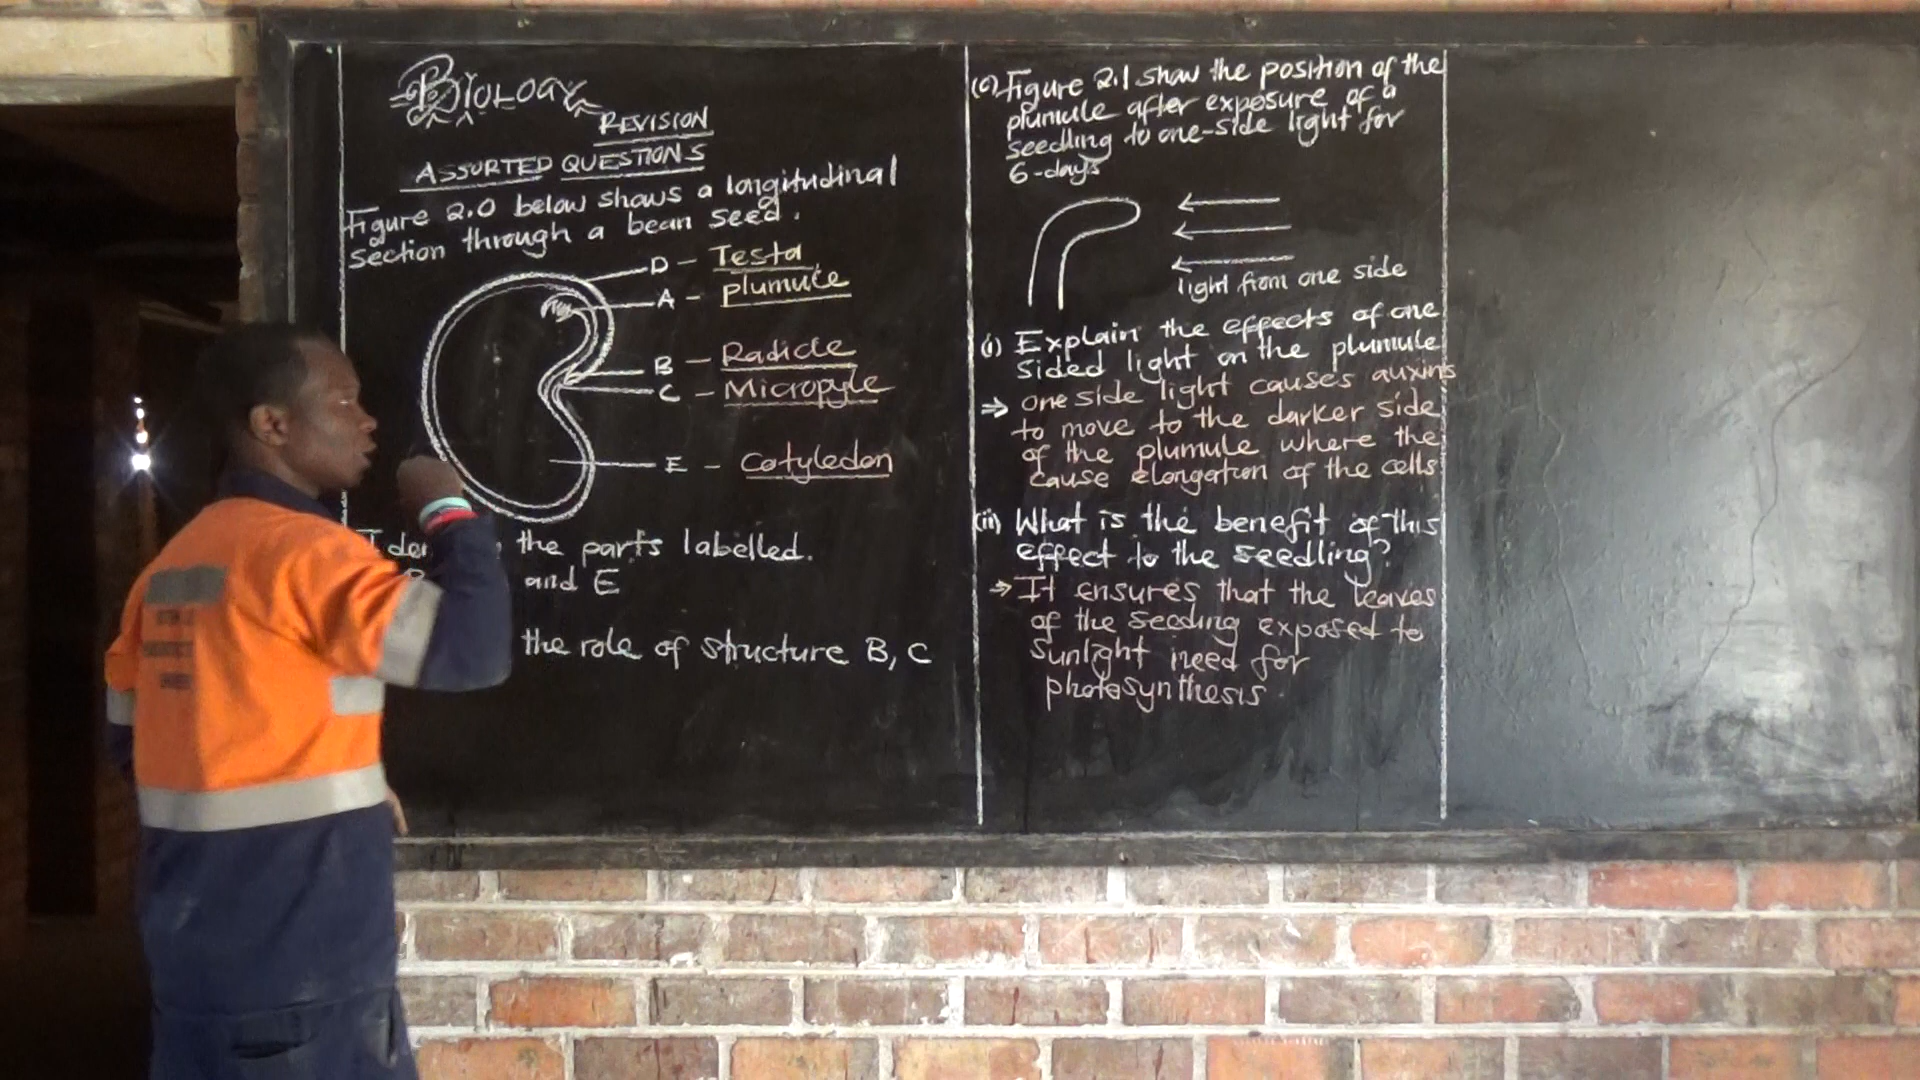 BIOLOGY
REVISION
ASSORTED QUESTIONS
Figure 2.0 below shows a longitudinal
section through a bean seed.
D - Testa
A - plumule
B - Radicle
C - Micropyle
E - Cotyledon
the parts labelled.
and E
the role of structure B, C
(c) Figure 2.1 show the position of the
plumule after exposure of a
seedling to one-side light for
6-days
light from one side
(i) Explain the effects of one
sided light on the plumule
⇒ one side light causes auxins
to move to the darker side
of the plumule where the
cause elongation of the cells
(ii) What is the benefit of this
effect to the seedling?
⇒ It ensures that the leaves
of the seeding exposed to
sunlight need for
photosynthesis.